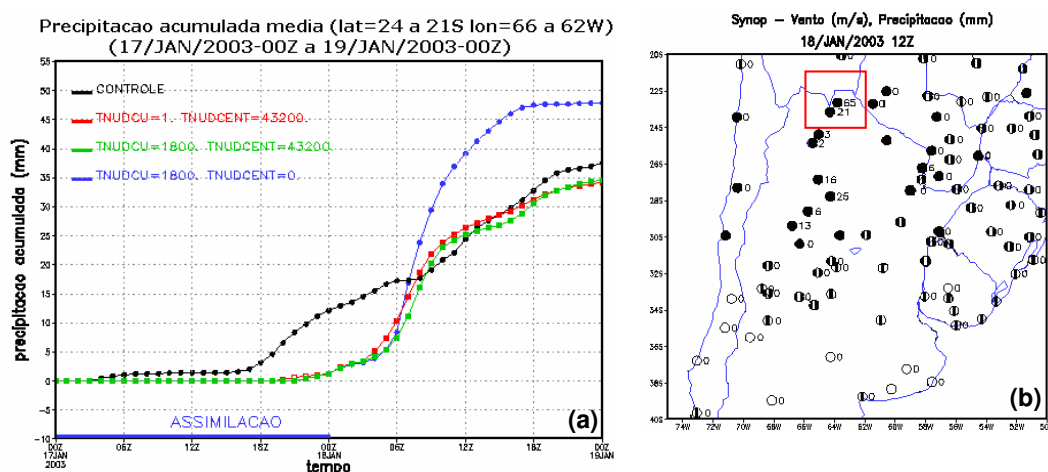 Precipitacao acumulada media (lat=24 a 21S lon=66 a 62W)
(17/JAN/2003-00Z a 19/JAN/2003-00Z)
precipitacao acumulada (mm)
55
50
45
40
35
30
25
20
15
10
5
0
-5
-10
CONTROLE
TNUDCU=1. TNUDCENT=43200.
TNUDCU=1800. TNUDCENT=43200.
TNUDCU=1800. TNUDCENT=0.
ASSIMILACAO
(a)
00Z 06Z 12Z 18Z 00Z 06Z 12Z 18Z 00Z
17JAN 18JAN 19JAN
2003
tempo
Synop - Vento (m/s), Precipitacao (mm)
18/JAN/2003 12Z
20S
22S
24S
26S
28S
30S
32S
34S
36S
38S
40S
65
21
3
2
16
25
6
13
6
(b)
74W 72W 70W 68W 66W 64W 62W 60W 58W 56W 54W 52W 50